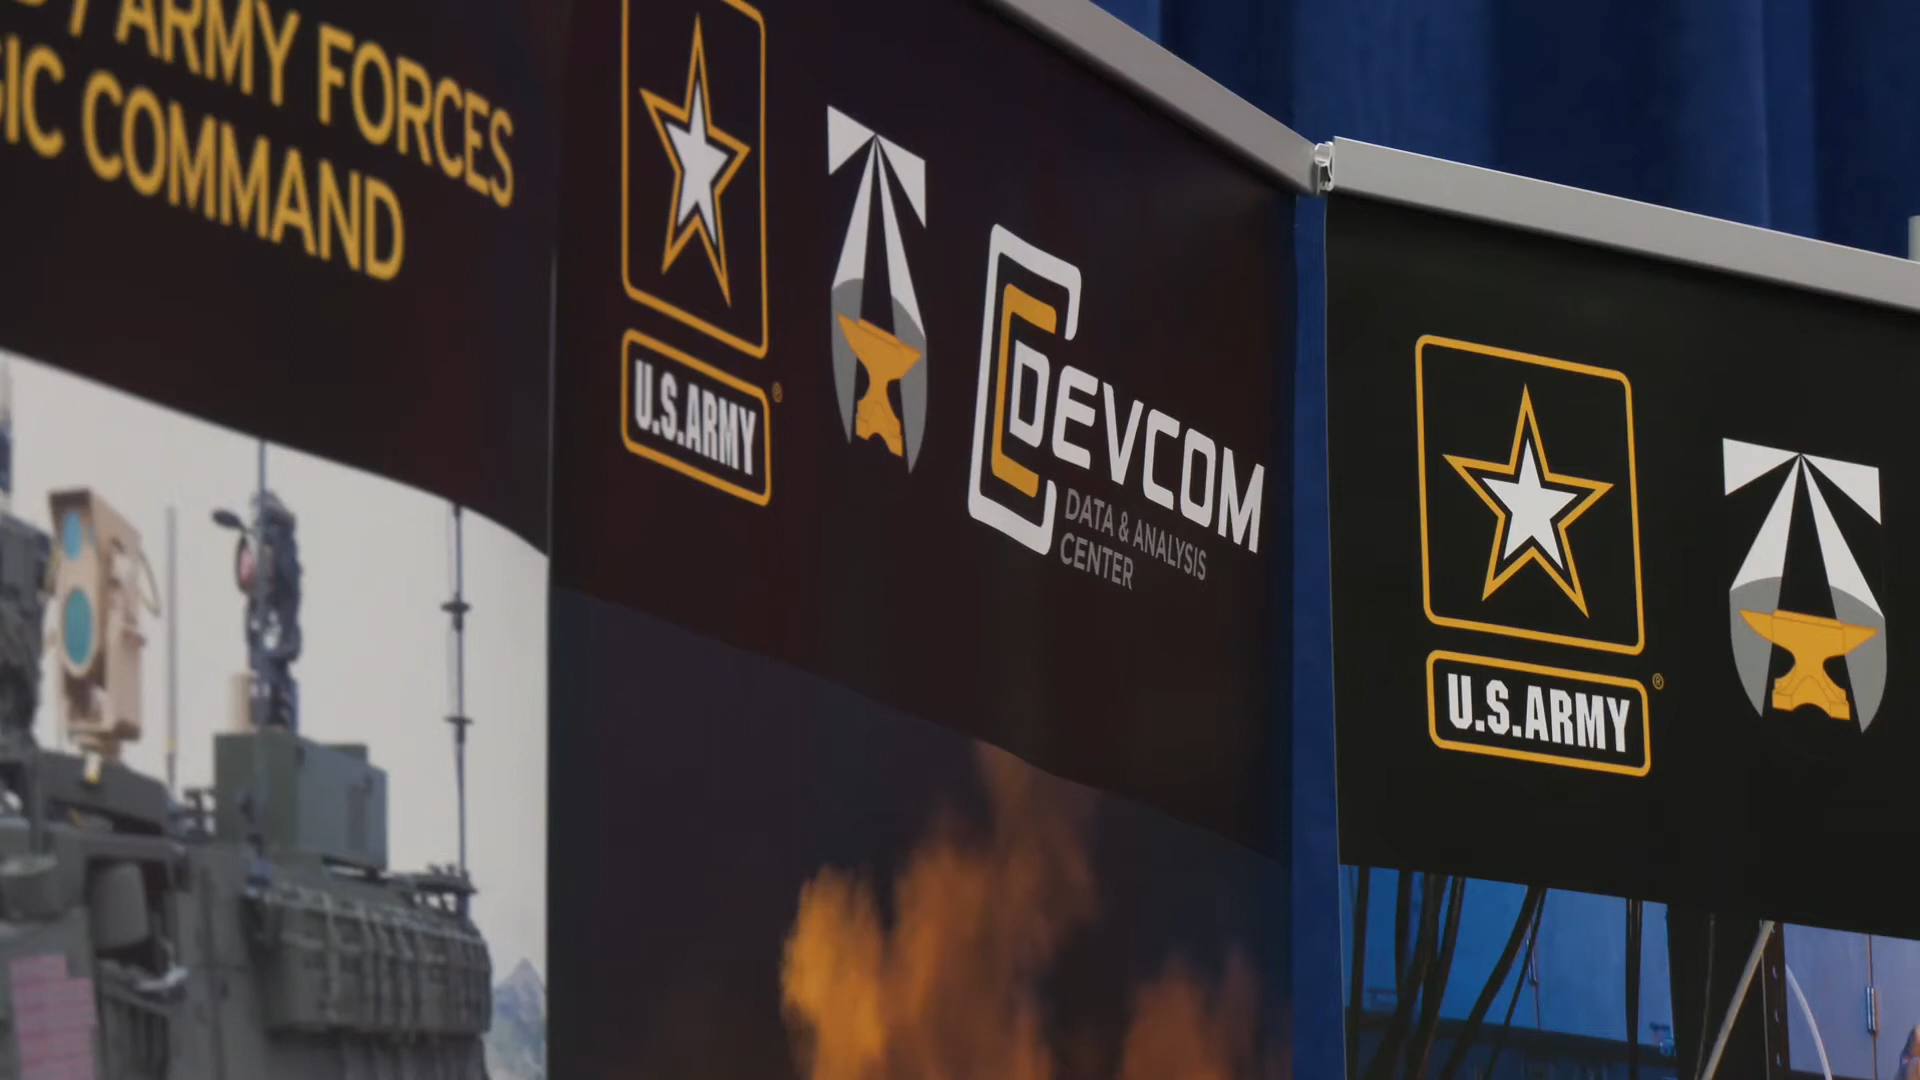 ARMY FORCES
COMMAND
U.S.ARMY®
DEVCOM
DATA & ANALYSIS
CENTER
U.S.ARMY®